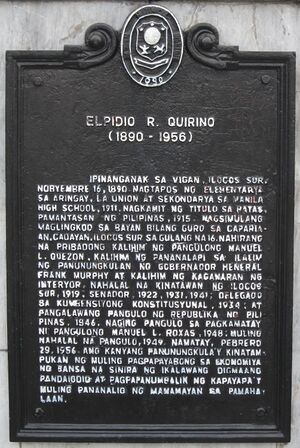 1950
ELPIDIO R. QUIRINO
(1890 - 1956)
IPINANGANAK SA VIGAN, ILOCOS SUR,
NOBYEMBRE 16, 1890. NAGTAPOS NG ELEMENTARYA
SA ARINGAY, LA UNION AT SEKONDARYA SA MANILA
HIGH SCHOOL, 1911. NAGKAMIT NG TITULO SA BATAS,
PAMANTASAN NG PILIPINAS, 1915. NAGSIMULANG
MAGLINGKOD SA BAYAN BILANG GURO SA CAPARIA-
AN, CAOAYAN, ILOCOS SUR SA GULANG NA 16. NAHIRANG
NA PRIBADONG KALIHIM NG PANGULONG MANUEL
L. QUEZON, KALIHIM NG PANANALAPI SA ILALIM
NG PANUNUNGKULAN NG GOBERNADOR HENERAL
FRANK MURPHY AT KALIHIM NG KAGAWARAN NG
INTERYOR. NAHALAL NA KINATAWAN NG ILOCOS
SUR, 1919, SENADOR, 1922, 1931, 1941; DELEGADO
SA KUMBENSIYONG KONSTITUSYUNAL, 1934; AT
PANGALAWANG PANGULO NG REPUBLIKA NG PILI-
PINAS, 1946. NAGING PANGULO SA PAGKAMATAY
NI PANGULONG MANUEL L. ROXAS, 1948; MULING
NAHALAL NA PANGULO, 1949. NAMATAY, PEBRERO
29, 1956. ANG KANYANG PANUNUNGKULA'Y KINATAM-
PUKAN NG MULING PAGPAPAYABONG SA EKONOMIYA
NG BANSA NA SINIRA NG IKALAWANG DIGMAANG
PANDAIGDIG AT PAGPAPANUMBALIK NG KAPAYAPA'T
MULING PANANALIG NG MAMAMAYAN SA PAMAHA-
LAAN.